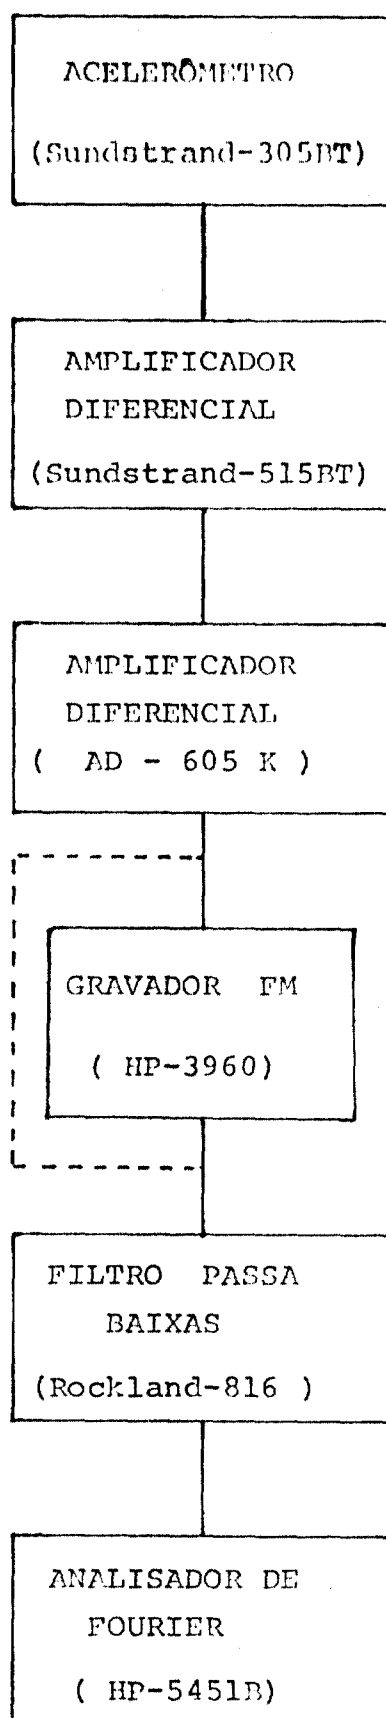 ACELERÔMETRO
(Sundstrand-305BT)
AMPLIFICADOR
DIFERENCIAL
(Sundstrand-515BT)
AMPLIFICADOR
DIFERENCIAL
( AD - 605 K )
GRAVADOR FM
( HP-3960)
FILTRO PASSA
BAIXAS
(Rockland-816 )
ANALISADOR DE
FOURIER
( HP-5451B)